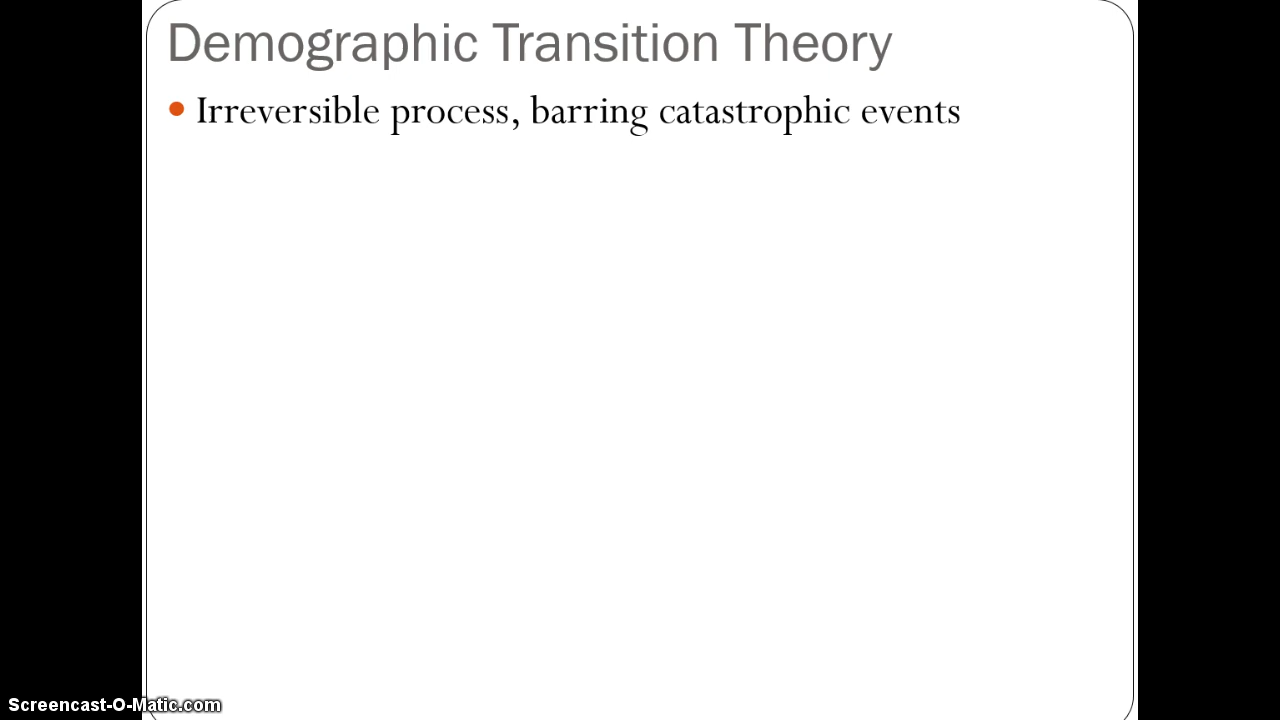 Demographic Transition Theory
Irreversible process, barring catastrophic events
Screencast-O-Matic.com